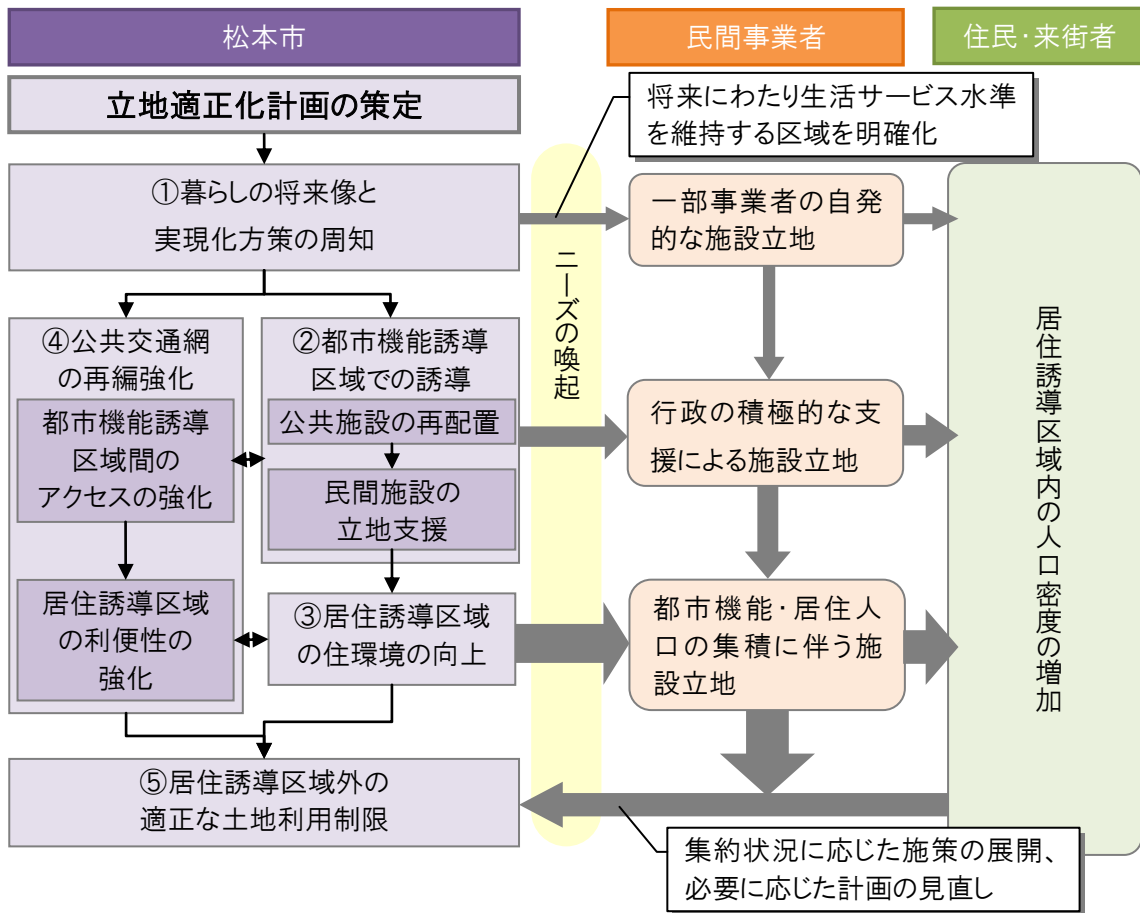 松本市
民間事業者
住民・来街者
立地適正化計画の策定
将来にわたり生活サービス水準
を維持する区域を明確化
①暮らしの将来像と
実現化方策の周知
一部事業者の自発
的な施設立地
ニーズの喚起
居住誘導区域内の人口密度の増加
④公共交通網
の再編強化
都市機能誘導
区域間の
アクセスの強化
居住誘導区域
の利便性の
強化
②都市機能誘導
区域での誘導
公共施設の再配置
民間施設の
立地支援
③居住誘導区域
の住環境の向上
行政の積極的な支
援による施設立地
都市機能・居住人
口の集積に伴う施
設立地
⑤居住誘導区域外の
適正な土地利用制限
集約状況に応じた施策の展開、
必要に応じた計画の見直し